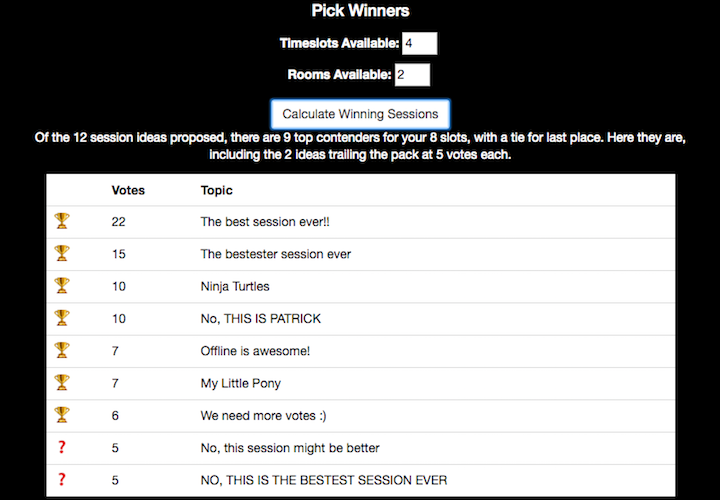 Pick Winners
Timeslots Available: 4
Rooms Available: 2
Calculate Winning Sessions
Of the 12 session ideas proposed, there are 9 top contenders for your 8 slots, with a tie for last place. Here they are,
including the 2 ideas trailing the pack at 5 votes each.
Votes Topic
22 The best session ever!!
15 The bestester session ever
10 Ninja Turtles
10 No, THIS IS PATRICK
7 Offline is awesome!
7 My Little Pony
6 We need more votes :)
? 5 No, this session might be better
? 5 NO, THIS IS THE BESTEST SESSION EVER